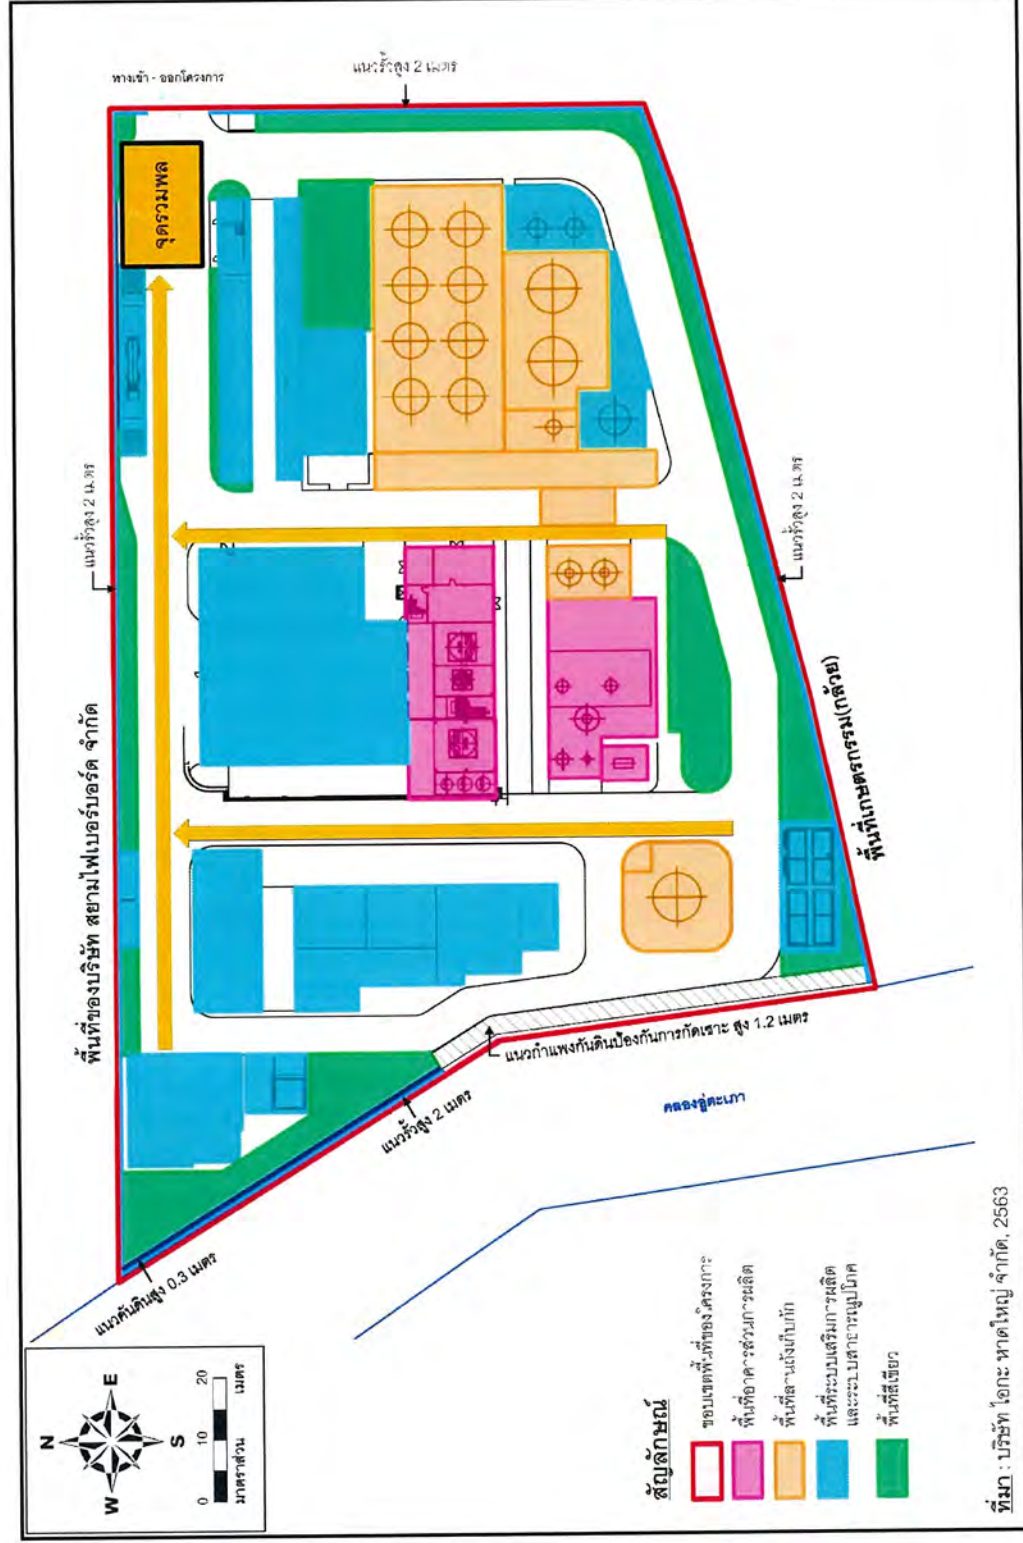 ทางเข้า - ออกโครงการ
แนวรั้วสูง 2 เมตร
จุดรวมพล
แนวรั้วสูง 2 เมตร
แนวรั้วสูง 2 เมตร
พื้นที่ของบริษัท สยามไฟเบอร์บอร์ด จำกัด
พื้นที่เกษตรกรรม(กล้วย)
แนวกำแพงกันดินป้องกันการกัดเซาะ สูง 1.2 เมตร
แนวรั้วสูง 2 เมตร
คลองอู่ตะเภา
แนวคันดินสูง 0.3 เมตร
N
W
E
S
0 10 20
มาตราส่วน เมตร
สัญลักษณ์
ขอบเขตพื้นที่ของโครงการ
พื้นที่อาคารส่วนการผลิต
พื้นที่ลานถังเก็บกัก
พื้นที่ระบบเสริมการผลิต
และระบบสาธารณูปโภค
พื้นที่สีเขียว
ที่มา : บริษัท ไอกะ หาดใหญ่ จำกัด, 2563